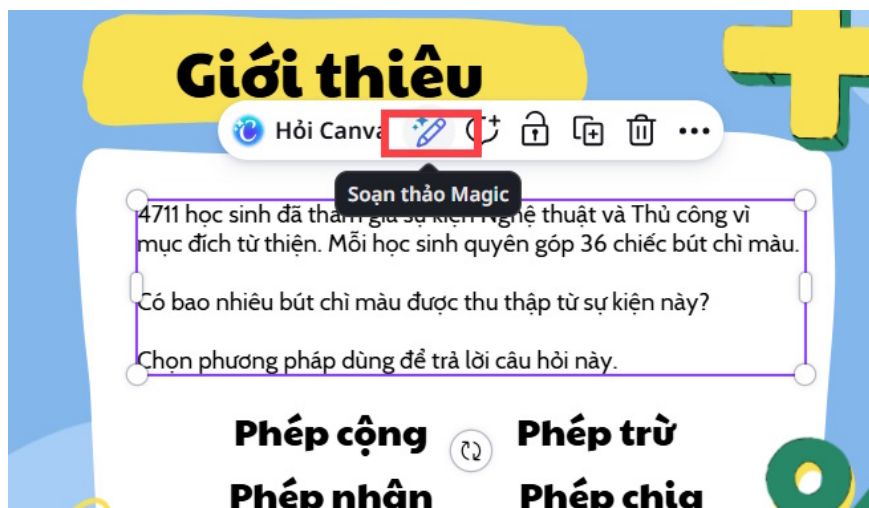 Giới thiêu
Hỏi Canva
Soạn thảo Magic
4711 học sinh đã tham gia sự kiện Nghệ thuật và Thủ công vì
mục đích từ thiện. Mỗi học sinh quyên góp 36 chiếc bút chì màu.
Có bao nhiêu bút chì màu được thu thập từ sự kiện này?
Chọn phương pháp dùng để trả lời câu hỏi này.
Phép cộng Phép trừ
Phép nhân Phép chia